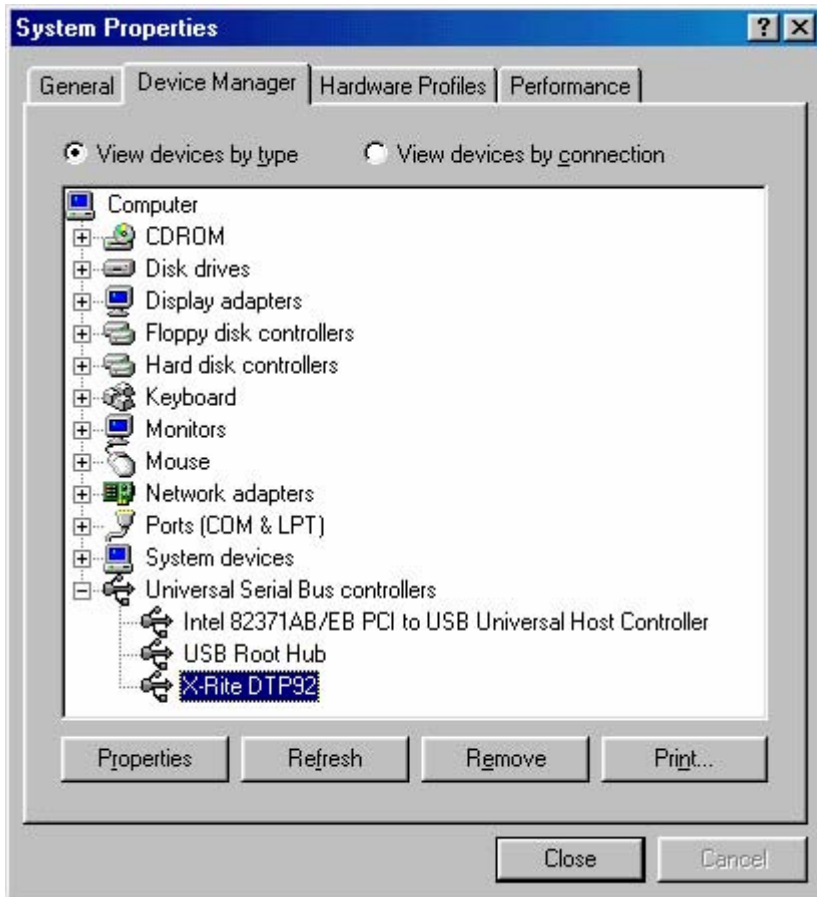 System Properties
General Device Manager Hardware Profiles Performance
View devices by type View devices by connection
Computer
CDROM
Disk drives
Display adapters
Floppy disk controllers
Hard disk controllers
Keyboard
Monitors
Mouse
Network adapters
Ports (COM & LPT)
System devices
Universal Serial Bus controllers
Intel 82371AB/EB PCI to USB Universal Host Controller
USB Root Hub
X-Rite DTP92
Properties Refresh Remove Print...
Close Cancel